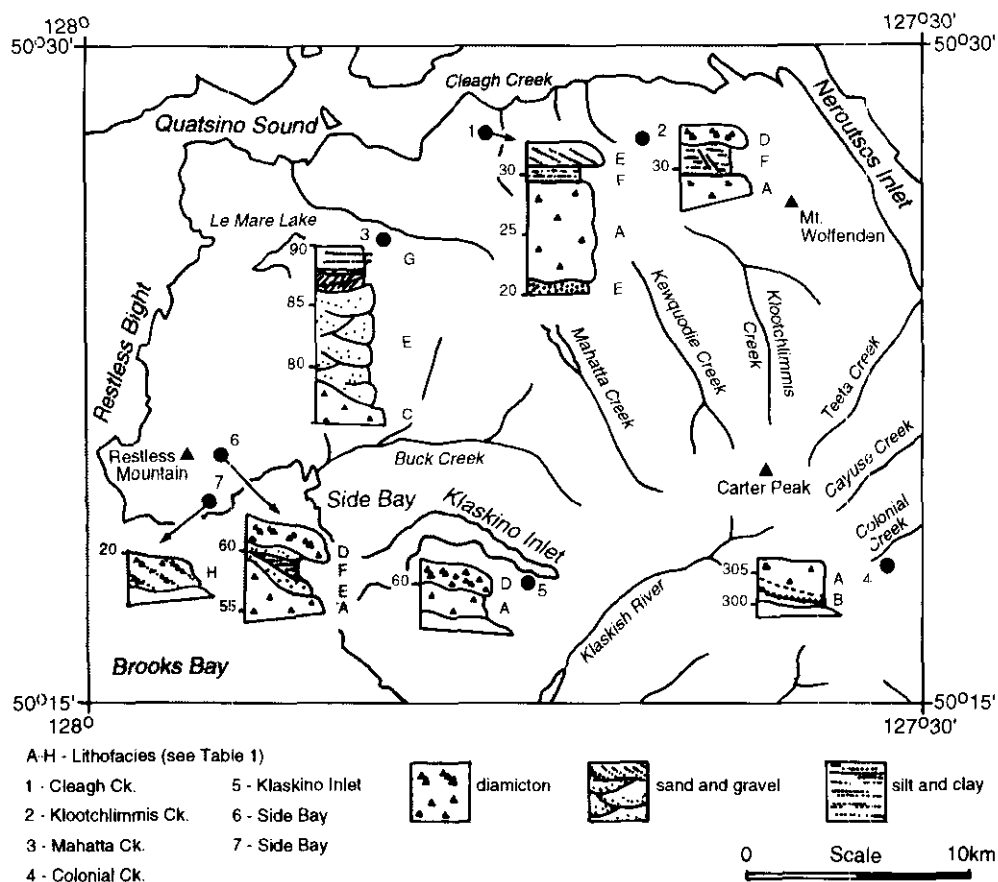 128°
127°30'
50°30'
50°30'
Cleagh Creek
Quatsino Sound
Neroutsos Inlet
1
2
30
25
20
E
F
A
E
30
D
F
A
Mt.
Wolfenden
Le Mare Lake
3
90
85
80
G
E
C
Restless Bight
Mahatta Creek
Kewquodie Creek
Klootchlimmis
Creek
Teeta Creek
Cayuse Creek
Colonial
Creek
Restless
Mountain
6
7
Buck Creek
Carter Peak
Side Bay
Klaskino Inlet
20
H
60
55
D
F
E
A
60
D
A
5
Klaskish River
305
300
A
B
4
Brooks Bay
50°15'
50°15'
128°
127°30'
A-H - Lithofacies (see Table 1)
1 - Cleagh Ck.
2 - Klootchlimmis Ck.
3 - Mahatta Ck.
4 - Colonial Ck.
5 - Klaskino Inlet
6 - Side Bay
7 - Side Bay
diamicton
sand and gravel
silt and clay
0 Scale 10km